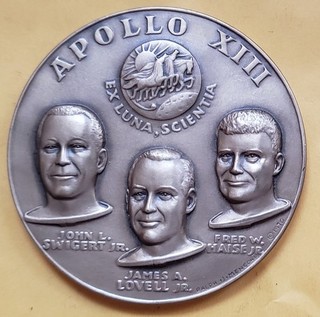 APOLLO XIII
EX LUNA, SCIENTIA
JOHN L.
SWIGERT JR.
JAMES A.
LOVELL JR.
FRED W.
HAISE JR.